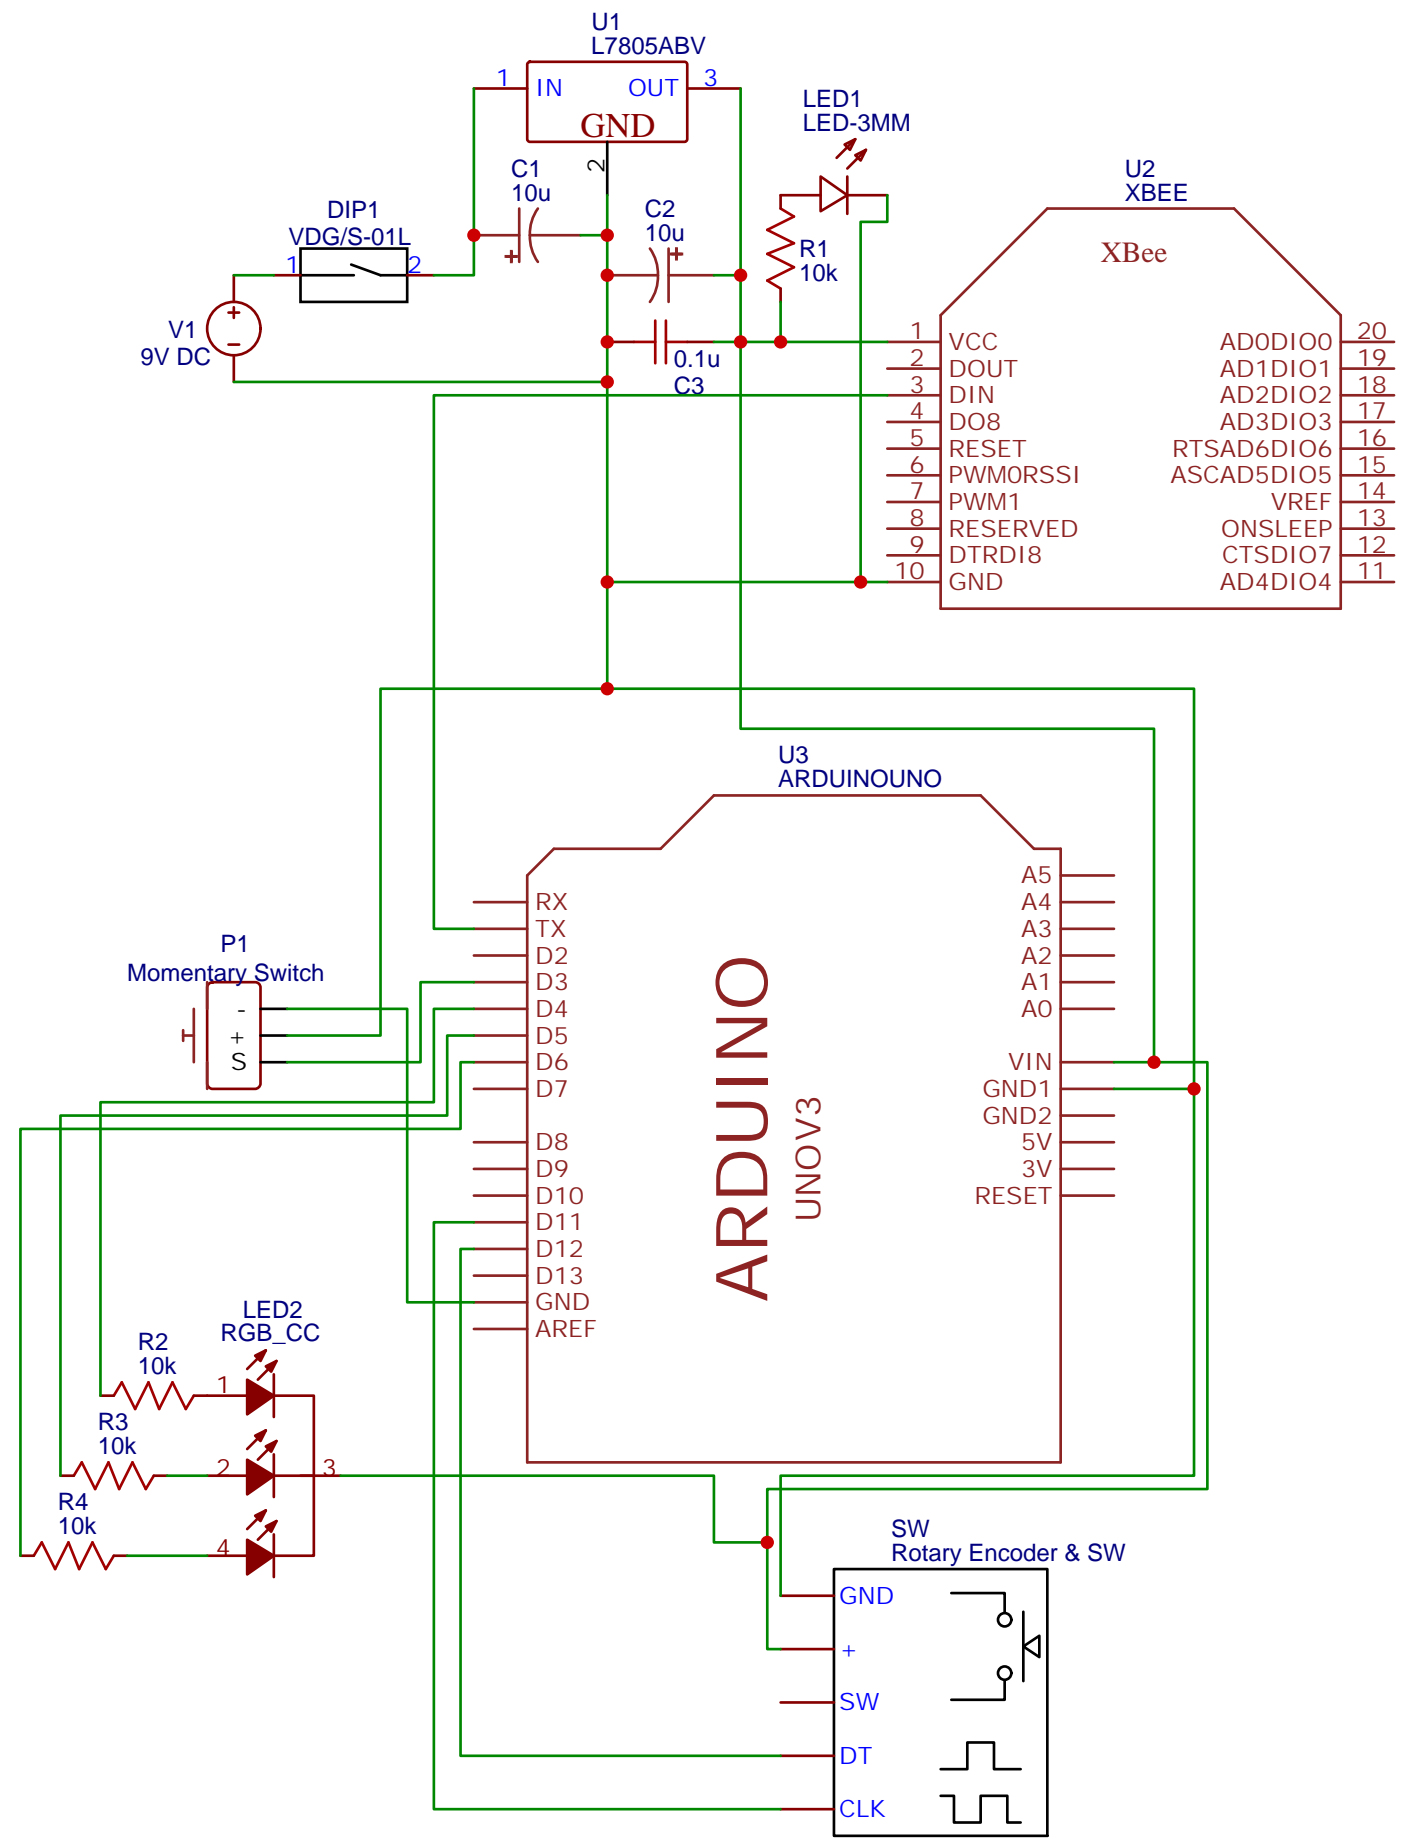 U1
L7805ABV
1
IN
OUT
3
GND
2
C1
10u
C2
10u
0.1u
C3
DIP1
VDG/S-01L
1
2
V1
9V DC
LED1
LED-3MM
R1
10k
U2
XBEE
XBee
1 VCC
2 DOUT
3 DIN
4 DO8
5 RESET
6 PWM0RSSI
7 PWM1
8 RESERVED
9 DTRDI8
10 GND
AD0DIO0 20
AD1DIO1 19
AD2DIO2 18
AD3DIO3 17
RTSAD6DIO6 16
ASCAD5DIO5 15
VREF 14
ONSLEEP 13
CTSDIO7 12
AD4DIO4 11
U3
ARDUINOUNO
RX
TX
D2
D3
D4
D5
D6
D7
D8
D9
D10
D11
D12
D13
GND
AREF
ARDUINO
UNOV3
A5
A4
A3
A2
A1
A0
VIN
GND1
GND2
5V
3V
RESET
P1
Momentary Switch
-
+
S
LED2
RGB_CC
R2
10k
1
R3
10k
2
3
R4
10k
4
SW
Rotary Encoder & SW
GND
+
SW
DT
CLK